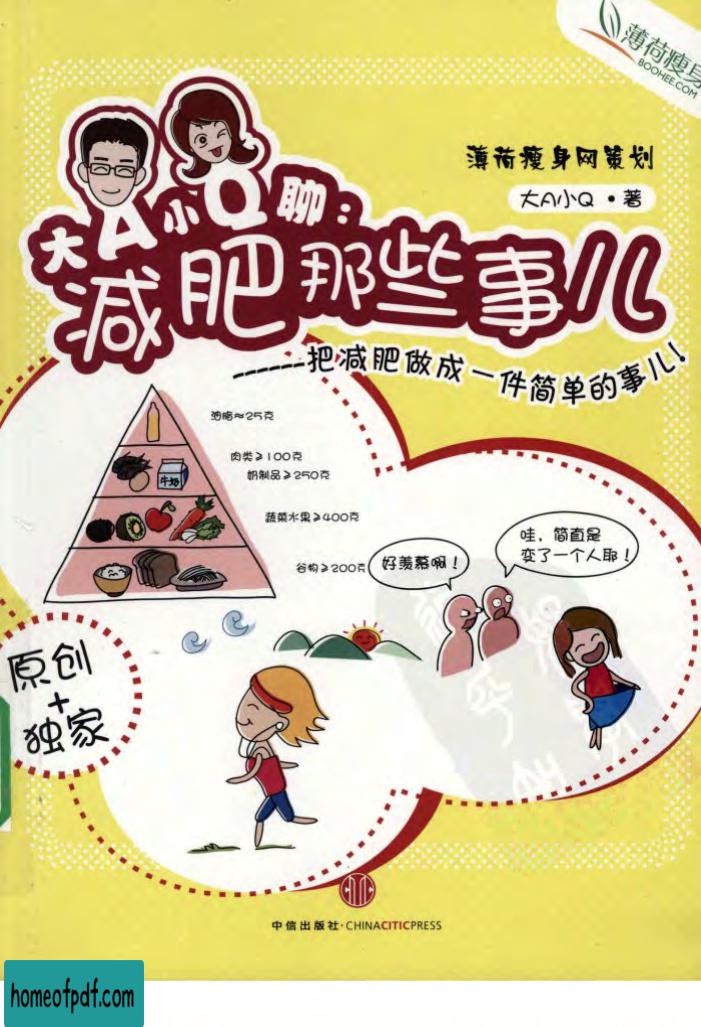 薄荷瘦身
BOOHEE.COM
薄荷瘦身网策划
大A小Q·著
大A小Q聊：
减肥那些事儿
------把减肥做成一件简单的事儿！
油脂≈25克
肉类≥100克
奶制品≥250克
牛奶
蔬菜水果≥400克
谷物≥200克
好羡慕啊！
哇，简直是
变了一个人耶！
原创
+
独家
中信出版社·CHINACITICPRESS
homeofpdf.com